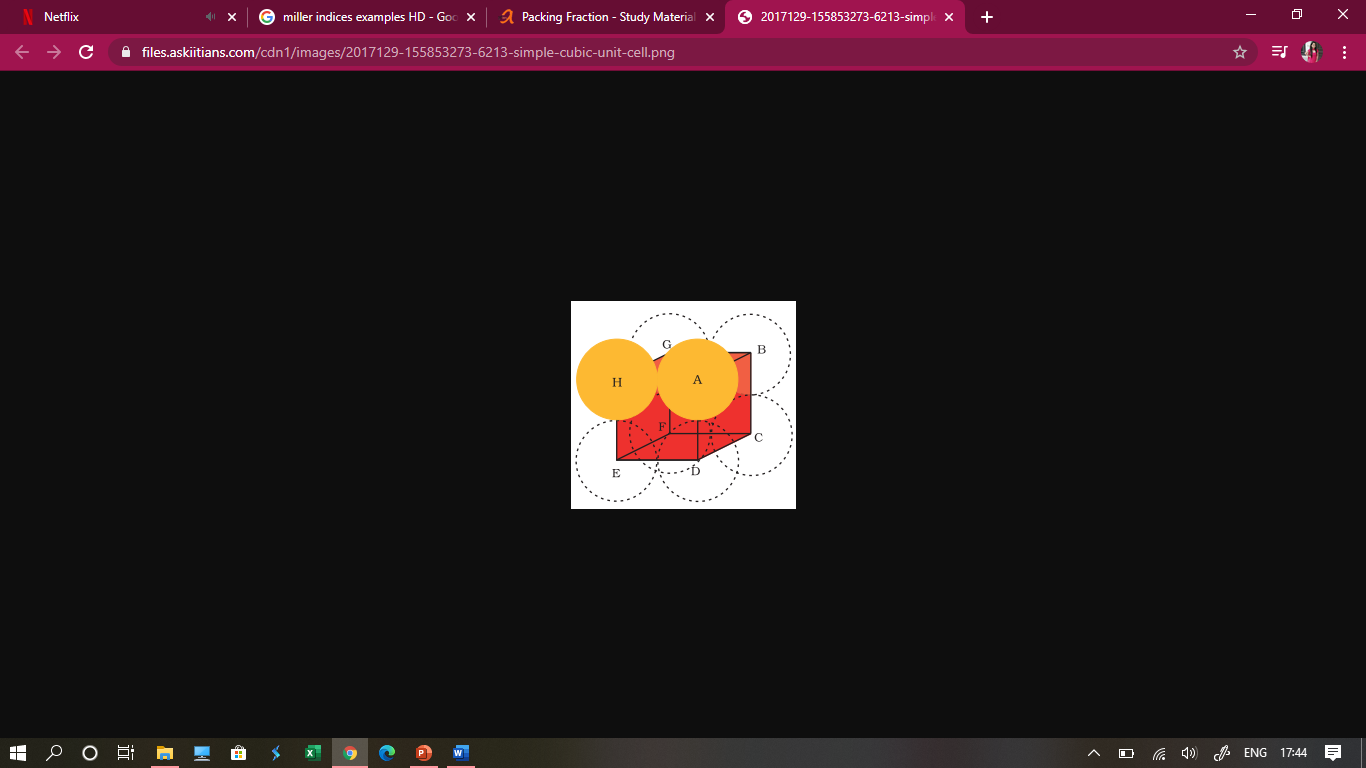 Netflix
miller indices examples HD - Goo
Packing Fraction - Study Material
2017129-155853273-6213-simple
files.askiitians.com/cdn1/images/2017129-155853273-6213-simple-cubic-unit-cell.png
G
B
H
A
F
C
E
D
ENG
17:44